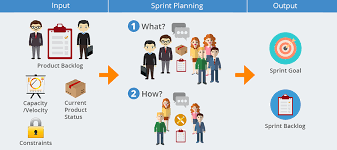 Input
Sprint Planning
Output
1 What?
Product Backlog
Capacity
/Velocity
Current
Product
Status
Constraints
2 How?
Sprint Goal
Sprint Backlog